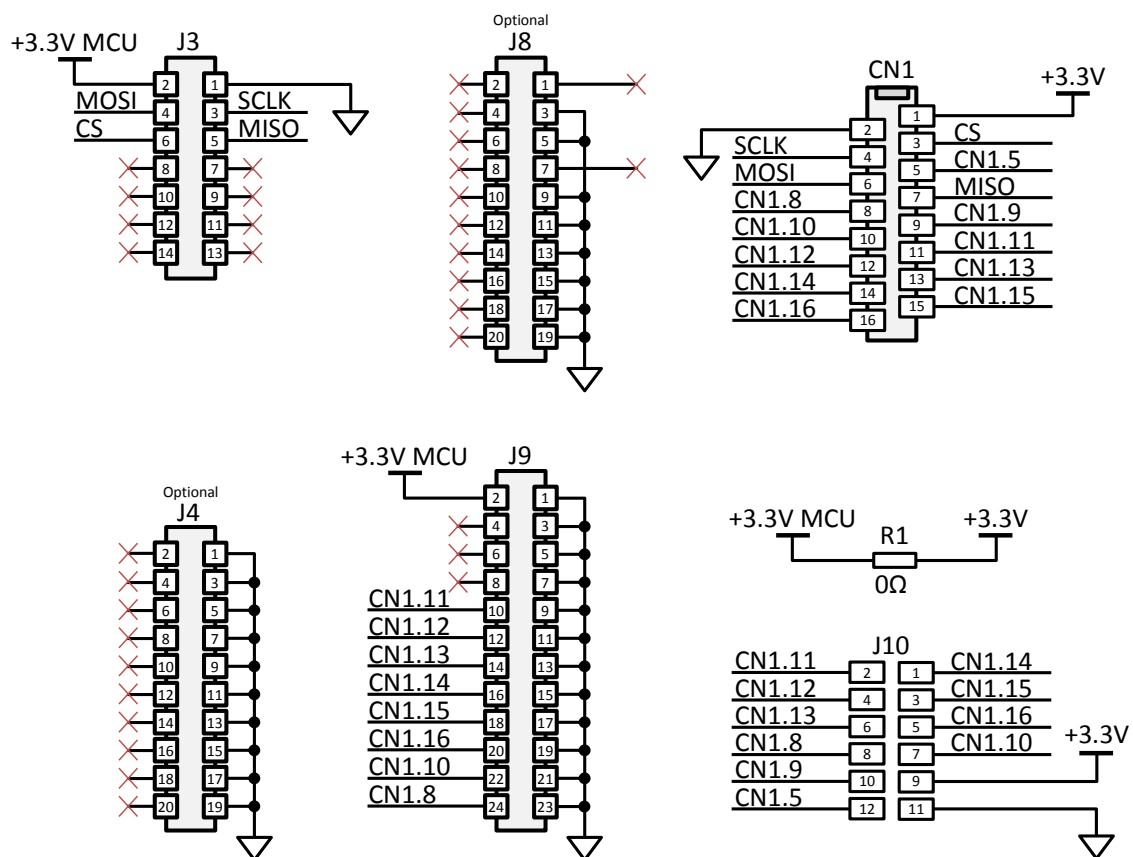 +3.3V MCU
J3
2 1
MOSI 4 3 SCLK
CS 6 5 MISO
8 7
10 9
12 11
14 13
Optional
J8
2 1
4 3
6 5
8 7
10 9
12 11
14 13
16 15
18 17
20 19
CN1
+3.3V
1
2
3 CS
SCLK 4
5 CN1.5
MOSI 6
7 MISO
CN1.8 8
9 CN1.9
CN1.10 10
11 CN1.11
CN1.12 12
13 CN1.13
CN1.14 14
15 CN1.15
CN1.16 16
Optional
J4
2 1
4 3
6 5
8 7
10 9
12 11
14 13
16 15
18 17
20 19
+3.3V MCU
J9
2 1
4 3
6 5
8 7
CN1.11 10 9
CN1.12 12 11
CN1.13 14 13
CN1.14 16 15
CN1.15 18 17
CN1.16 20 19
CN1.10 22 21
CN1.8 24 23
+3.3V MCU
R1
+3.3V
0Ω
J10
CN1.11 2 1 CN1.14
CN1.12 4 3 CN1.15
CN1.13 6 5 CN1.16
CN1.8 8 7 CN1.10
+3.3V
CN1.9 10 9
CN1.5 12 11